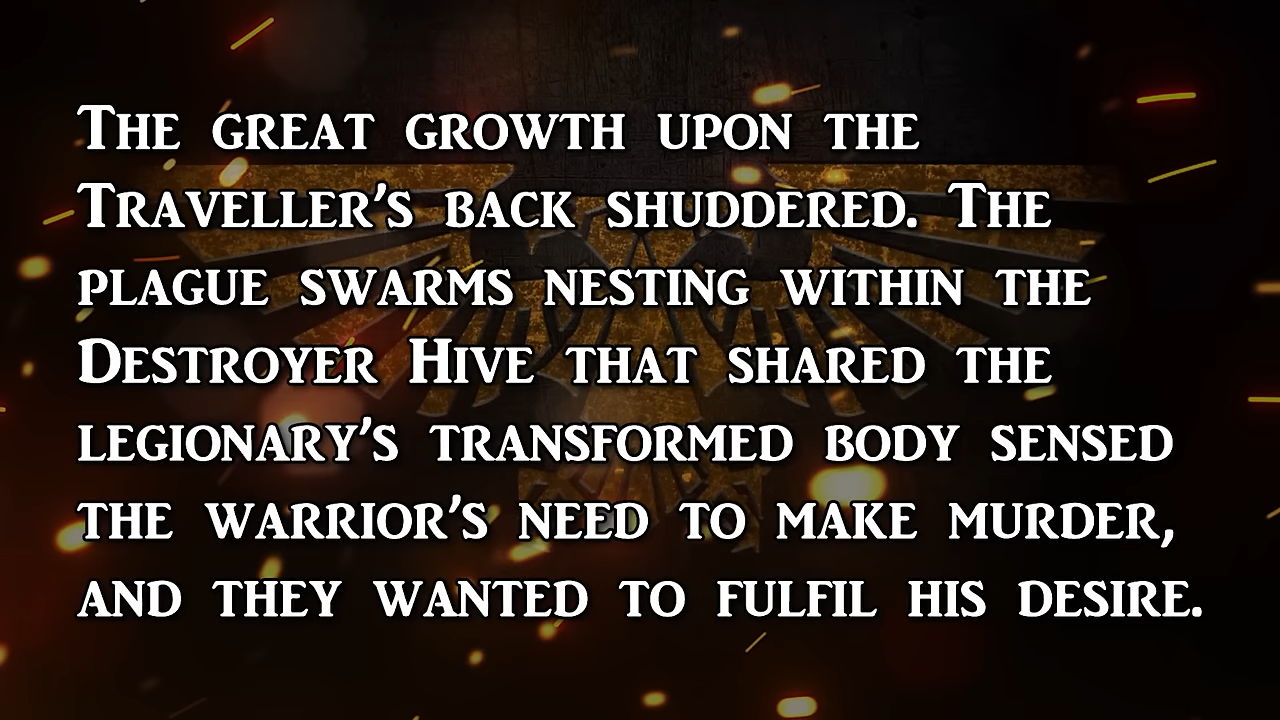 The great growth upon the
Traveller's back shuddered. The
plague swarms nesting within the
Destroyer Hive that shared the
legionary's transformed body sensed
the warrior's need to make murder,
and they wanted to fulfil his desire.